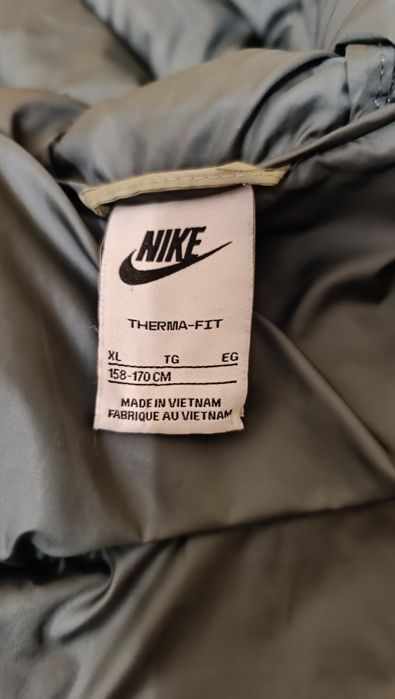 NIKE
THERMA-FIT
XL TG EG
158-170 CM
MADE IN VIETNAM
FABRIQUE AU VIETNAM